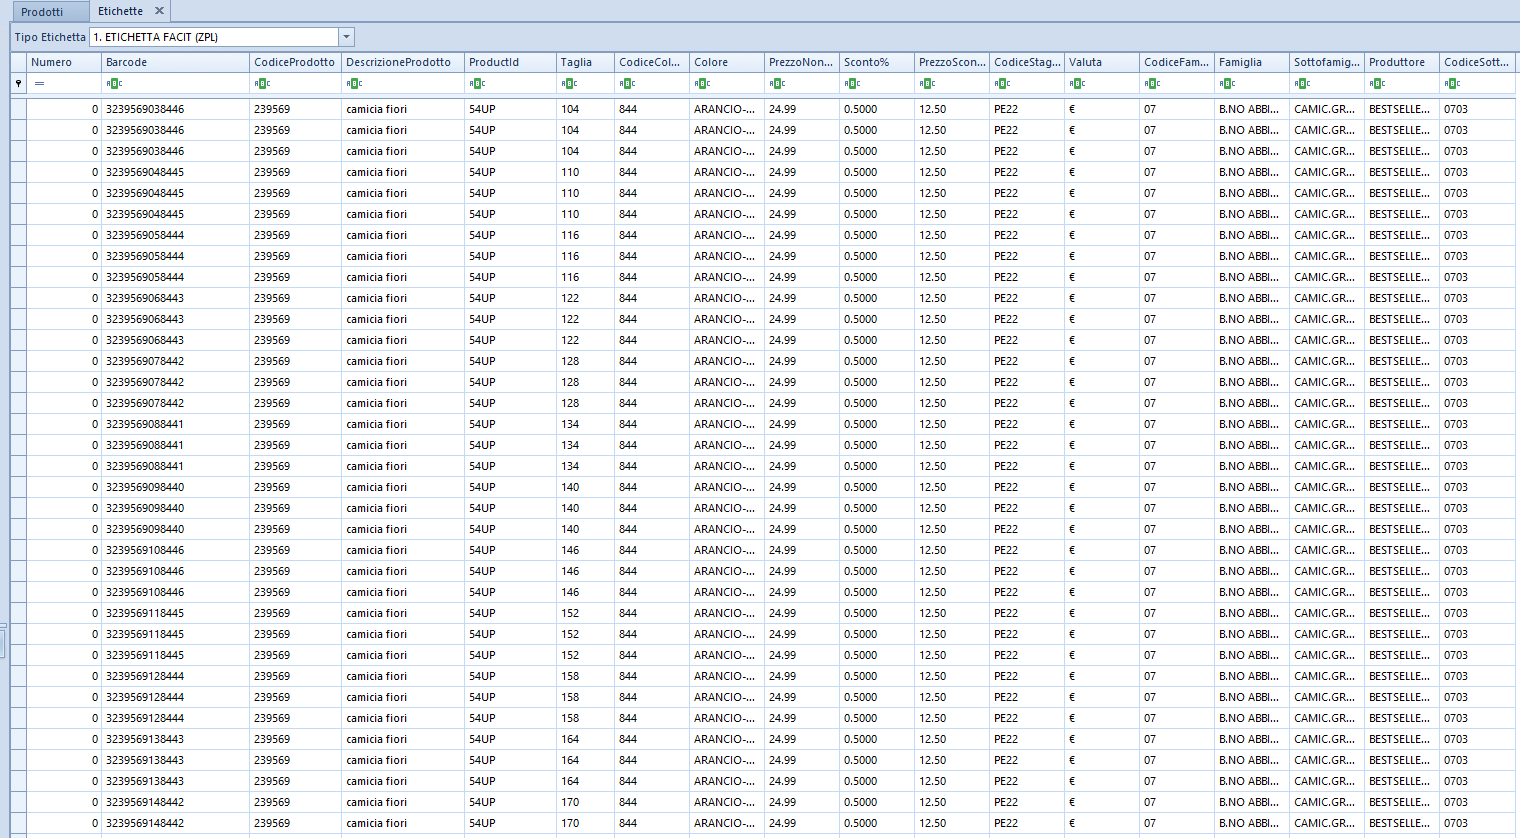 Prodotti Etichette
Tipo Etichetta 1. ETICHETTA FACIT (ZPL)
Numero Barcode CodiceProdotto DescrizioneProdotto ProductId Taglia CodiceCol... Colore PrezzoNon... Sconto% PrezzoScon... CodiceStag... Valuta CodiceFam... Famiglia Sottofamig... Produttore CodiceSott...
= ABC ABC ABC ABC ABC ABC ABC ABC ABC ABC ABC ABC ABC ABC ABC ABC ABC
0 3239569038446 239569 camicia fiori 54UP 104 844 ARANCIO-... 24.99 0.5000 12.50 PE22 € 07 B.NO ABBI... CAMIC.GR... BESTSELLE... 0703
0 3239569038446 239569 camicia fiori 54UP 104 844 ARANCIO-... 24.99 0.5000 12.50 PE22 € 07 B.NO ABBI... CAMIC.GR... BESTSELLE... 0703
0 3239569038446 239569 camicia fiori 54UP 104 844 ARANCIO-... 24.99 0.5000 12.50 PE22 € 07 B.NO ABBI... CAMIC.GR... BESTSELLE... 0703
0 3239569048445 239569 camicia fiori 54UP 110 844 ARANCIO-... 24.99 0.5000 12.50 PE22 € 07 B.NO ABBI... CAMIC.GR... BESTSELLE... 0703
0 3239569048445 239569 camicia fiori 54UP 110 844 ARANCIO-... 24.99 0.5000 12.50 PE22 € 07 B.NO ABBI... CAMIC.GR... BESTSELLE... 0703
0 3239569048445 239569 camicia fiori 54UP 110 844 ARANCIO-... 24.99 0.5000 12.50 PE22 € 07 B.NO ABBI... CAMIC.GR... BESTSELLE... 0703
0 3239569058444 239569 camicia fiori 54UP 116 844 ARANCIO-... 24.99 0.5000 12.50 PE22 € 07 B.NO ABBI... CAMIC.GR... BESTSELLE... 0703
0 3239569058444 239569 camicia fiori 54UP 116 844 ARANCIO-... 24.99 0.5000 12.50 PE22 € 07 B.NO ABBI... CAMIC.GR... BESTSELLE... 0703
0 3239569058444 239569 camicia fiori 54UP 116 844 ARANCIO-... 24.99 0.5000 12.50 PE22 € 07 B.NO ABBI... CAMIC.GR... BESTSELLE... 0703
0 3239569068443 239569 camicia fiori 54UP 122 844 ARANCIO-... 24.99 0.5000 12.50 PE22 € 07 B.NO ABBI... CAMIC.GR... BESTSELLE... 0703
0 3239569068443 239569 camicia fiori 54UP 122 844 ARANCIO-... 24.99 0.5000 12.50 PE22 € 07 B.NO ABBI... CAMIC.GR... BESTSELLE... 0703
0 3239569068443 239569 camicia fiori 54UP 122 844 ARANCIO-... 24.99 0.5000 12.50 PE22 € 07 B.NO ABBI... CAMIC.GR... BESTSELLE... 0703
0 3239569078442 239569 camicia fiori 54UP 128 844 ARANCIO-... 24.99 0.5000 12.50 PE22 € 07 B.NO ABBI... CAMIC.GR... BESTSELLE... 0703
0 3239569078442 239569 camicia fiori 54UP 128 844 ARANCIO-... 24.99 0.5000 12.50 PE22 € 07 B.NO ABBI... CAMIC.GR... BESTSELLE... 0703
0 3239569078442 239569 camicia fiori 54UP 128 844 ARANCIO-... 24.99 0.5000 12.50 PE22 € 07 B.NO ABBI... CAMIC.GR... BESTSELLE... 0703
0 3239569088441 239569 camicia fiori 54UP 134 844 ARANCIO-... 24.99 0.5000 12.50 PE22 € 07 B.NO ABBI... CAMIC.GR... BESTSELLE... 0703
0 3239569088441 239569 camicia fiori 54UP 134 844 ARANCIO-... 24.99 0.5000 12.50 PE22 € 07 B.NO ABBI... CAMIC.GR... BESTSELLE... 0703
0 3239569088441 239569 camicia fiori 54UP 134 844 ARANCIO-... 24.99 0.5000 12.50 PE22 € 07 B.NO ABBI... CAMIC.GR... BESTSELLE... 0703
0 3239569098440 239569 camicia fiori 54UP 140 844 ARANCIO-... 24.99 0.5000 12.50 PE22 € 07 B.NO ABBI... CAMIC.GR... BESTSELLE... 0703
0 3239569098440 239569 camicia fiori 54UP 140 844 ARANCIO-... 24.99 0.5000 12.50 PE22 € 07 B.NO ABBI... CAMIC.GR... BESTSELLE... 0703
0 3239569098440 239569 camicia fiori 54UP 140 844 ARANCIO-... 24.99 0.5000 12.50 PE22 € 07 B.NO ABBI... CAMIC.GR... BESTSELLE... 0703
0 3239569108446 239569 camicia fiori 54UP 146 844 ARANCIO-... 24.99 0.5000 12.50 PE22 € 07 B.NO ABBI... CAMIC.GR... BESTSELLE... 0703
0 3239569108446 239569 camicia fiori 54UP 146 844 ARANCIO-... 24.99 0.5000 12.50 PE22 € 07 B.NO ABBI... CAMIC.GR... BESTSELLE... 0703
0 3239569108446 239569 camicia fiori 54UP 146 844 ARANCIO-... 24.99 0.5000 12.50 PE22 € 07 B.NO ABBI... CAMIC.GR... BESTSELLE... 0703
0 3239569118445 239569 camicia fiori 54UP 152 844 ARANCIO-... 24.99 0.5000 12.50 PE22 € 07 B.NO ABBI... CAMIC.GR... BESTSELLE... 0703
0 3239569118445 239569 camicia fiori 54UP 152 844 ARANCIO-... 24.99 0.5000 12.50 PE22 € 07 B.NO ABBI... CAMIC.GR... BESTSELLE... 0703
0 3239569118445 239569 camicia fiori 54UP 152 844 ARANCIO-... 24.99 0.5000 12.50 PE22 € 07 B.NO ABBI... CAMIC.GR... BESTSELLE... 0703
0 3239569128444 239569 camicia fiori 54UP 158 844 ARANCIO-... 24.99 0.5000 12.50 PE22 € 07 B.NO ABBI... CAMIC.GR... BESTSELLE... 0703
0 3239569128444 239569 camicia fiori 54UP 158 844 ARANCIO-... 24.99 0.5000 12.50 PE22 € 07 B.NO ABBI... CAMIC.GR... BESTSELLE... 0703
0 3239569128444 239569 camicia fiori 54UP 158 844 ARANCIO-... 24.99 0.5000 12.50 PE22 € 07 B.NO ABBI... CAMIC.GR... BESTSELLE... 0703
0 3239569138443 239569 camicia fiori 54UP 164 844 ARANCIO-... 24.99 0.5000 12.50 PE22 € 07 B.NO ABBI... CAMIC.GR... BESTSELLE... 0703
0 3239569138443 239569 camicia fiori 54UP 164 844 ARANCIO-... 24.99 0.5000 12.50 PE22 € 07 B.NO ABBI... CAMIC.GR... BESTSELLE... 0703
0 3239569138443 239569 camicia fiori 54UP 164 844 ARANCIO-... 24.99 0.5000 12.50 PE22 € 07 B.NO ABBI... CAMIC.GR... BESTSELLE... 0703
0 3239569148442 239569 camicia fiori 54UP 170 844 ARANCIO-... 24.99 0.5000 12.50 PE22 € 07 B.NO ABBI... CAMIC.GR... BESTSELLE... 0703
0 3239569148442 239569 camicia fiori 54UP 170 844 ARANCIO-... 24.99 0.5000 12.50 PE22 € 07 B.NO ABBI... CAMIC.GR... BESTSELLE... 0703